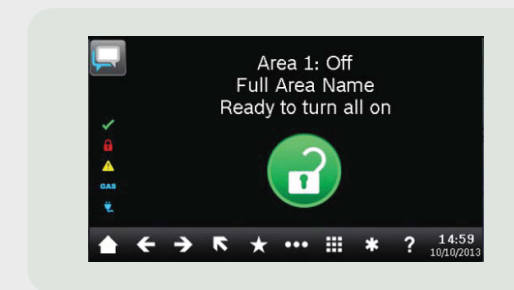 Area 1: Off
Full Area Name
Ready to turn all on
GAS
?
14:59
10/10/2013